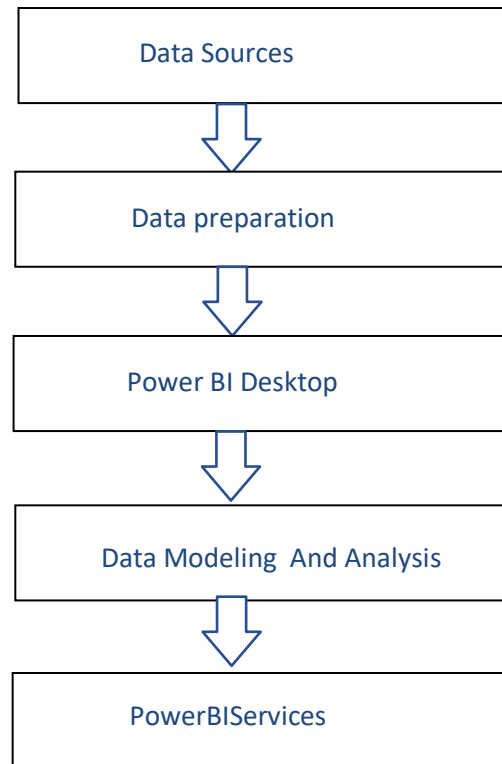 Data Sources
Data preparation
Power BI Desktop
Data Modeling  And Analysis
PowerBIServices